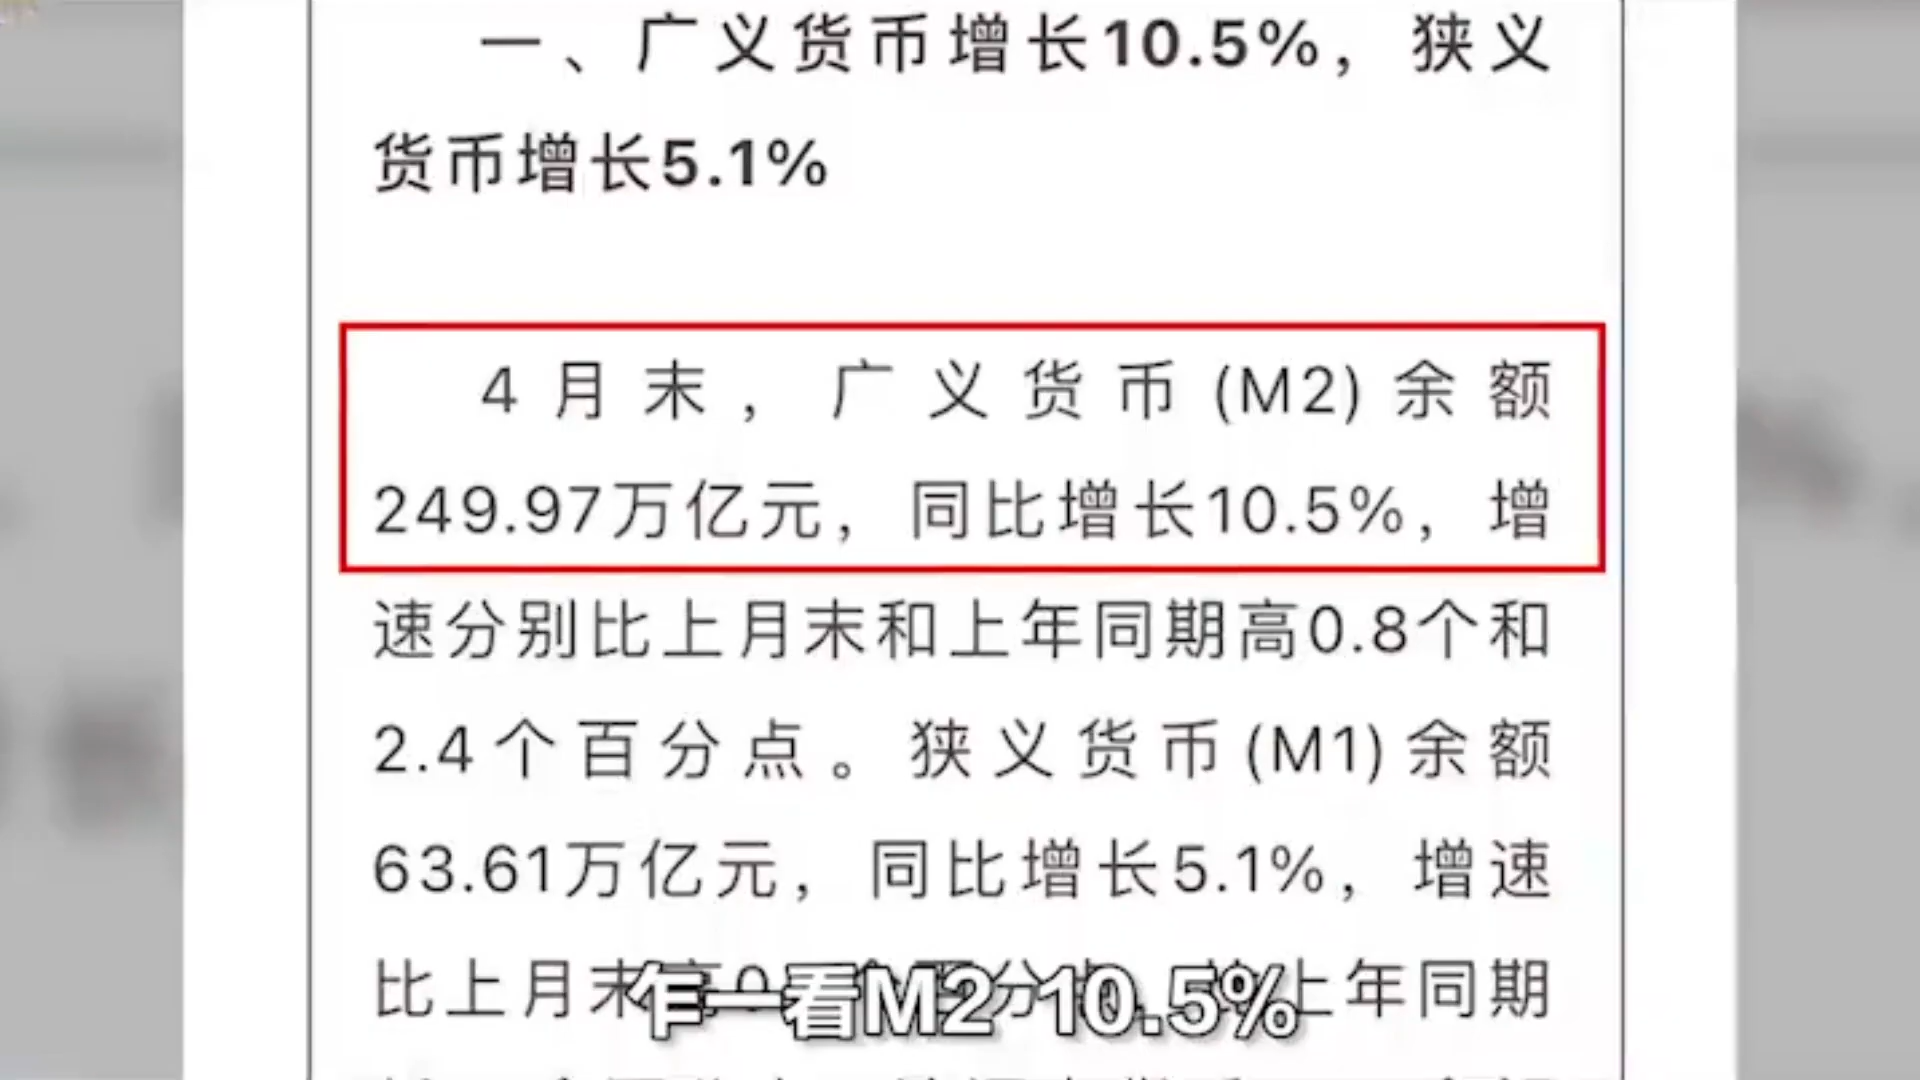 一、广义货币增长10.5%，狭义
货币增长5.1%
4月末，广义货币(M2)余额
249.97万亿元，同比增长10.5%，增
速分别比上月末和上年同期高0.8个和
2.4个百分点。狭义货币(M1)余额
63.61万亿元，同比增长5.1%，增速
比上月末 上年同期
乍一看M2 10.5%